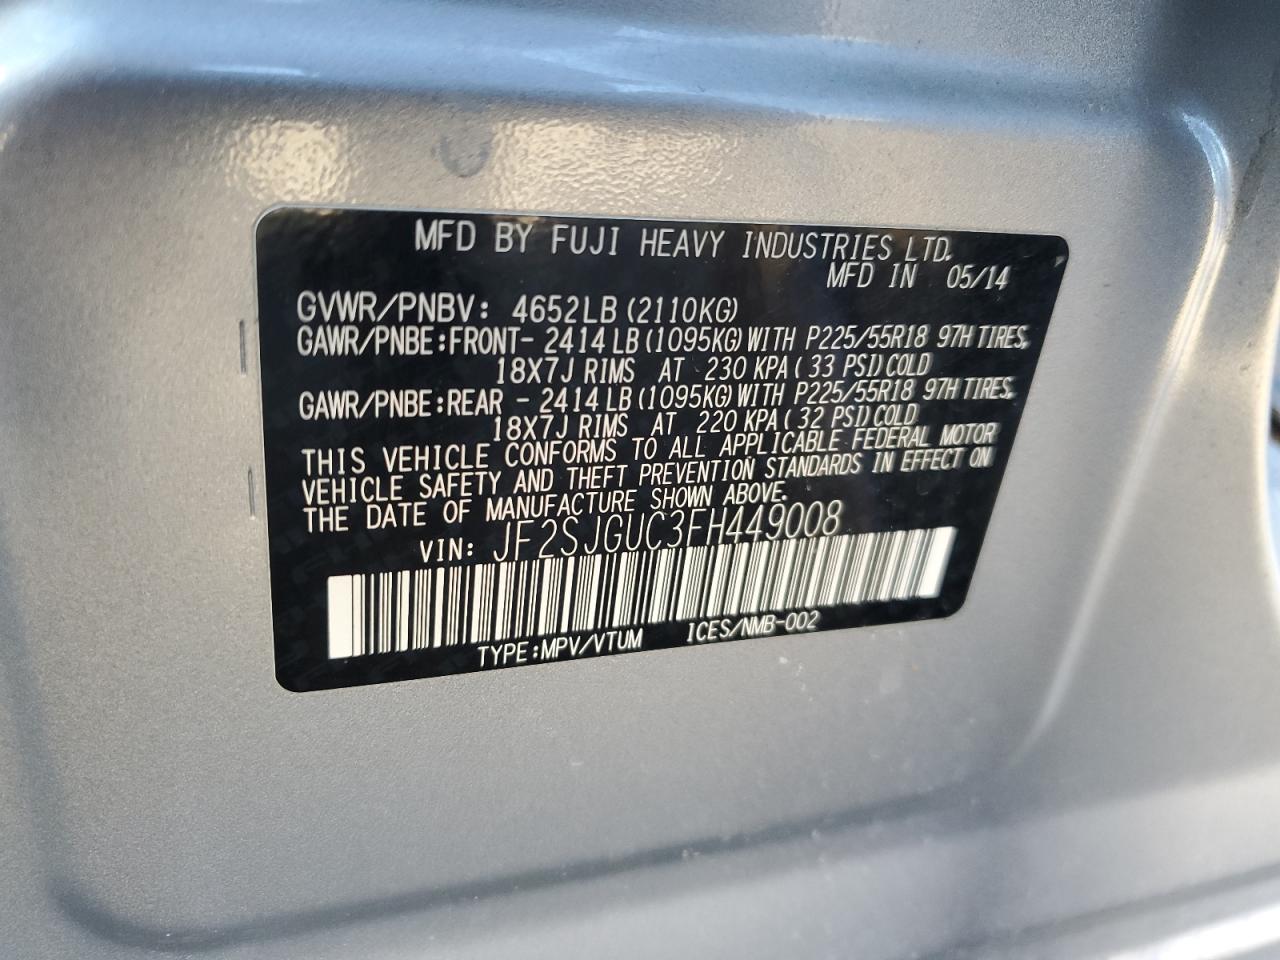 MFD BY FUJI HEAVY INDUSTRIES LTD.
MFD IN 05/14
GVWR/PNBV: 4652LB (2110KG)
GAWR/PNBE:FRONT- 2414 LB (1095KG) WITH P225/55R18 97H TIRES,
18X7J RIMS AT 230 KPA ( 33 PSI) COLD
GAWR/PNBE:REAR - 2414 LB (1095KG) WITH P225/55R18 97H TIRES,
18X7J RIMS AT 220 KPA ( 32 PSI) COLD
THIS VEHICLE CONFORMS TO ALL APPLICABLE FEDERAL MOTOR
VEHICLE SAFETY AND THEFT PREVENTION STANDARDS IN EFFECT ON
THE DATE OF MANUFACTURE SHOWN ABOVE.
VIN: JF2SJGUC3FH449008
TYPE:MPV/VTUM ICES/NMB-002